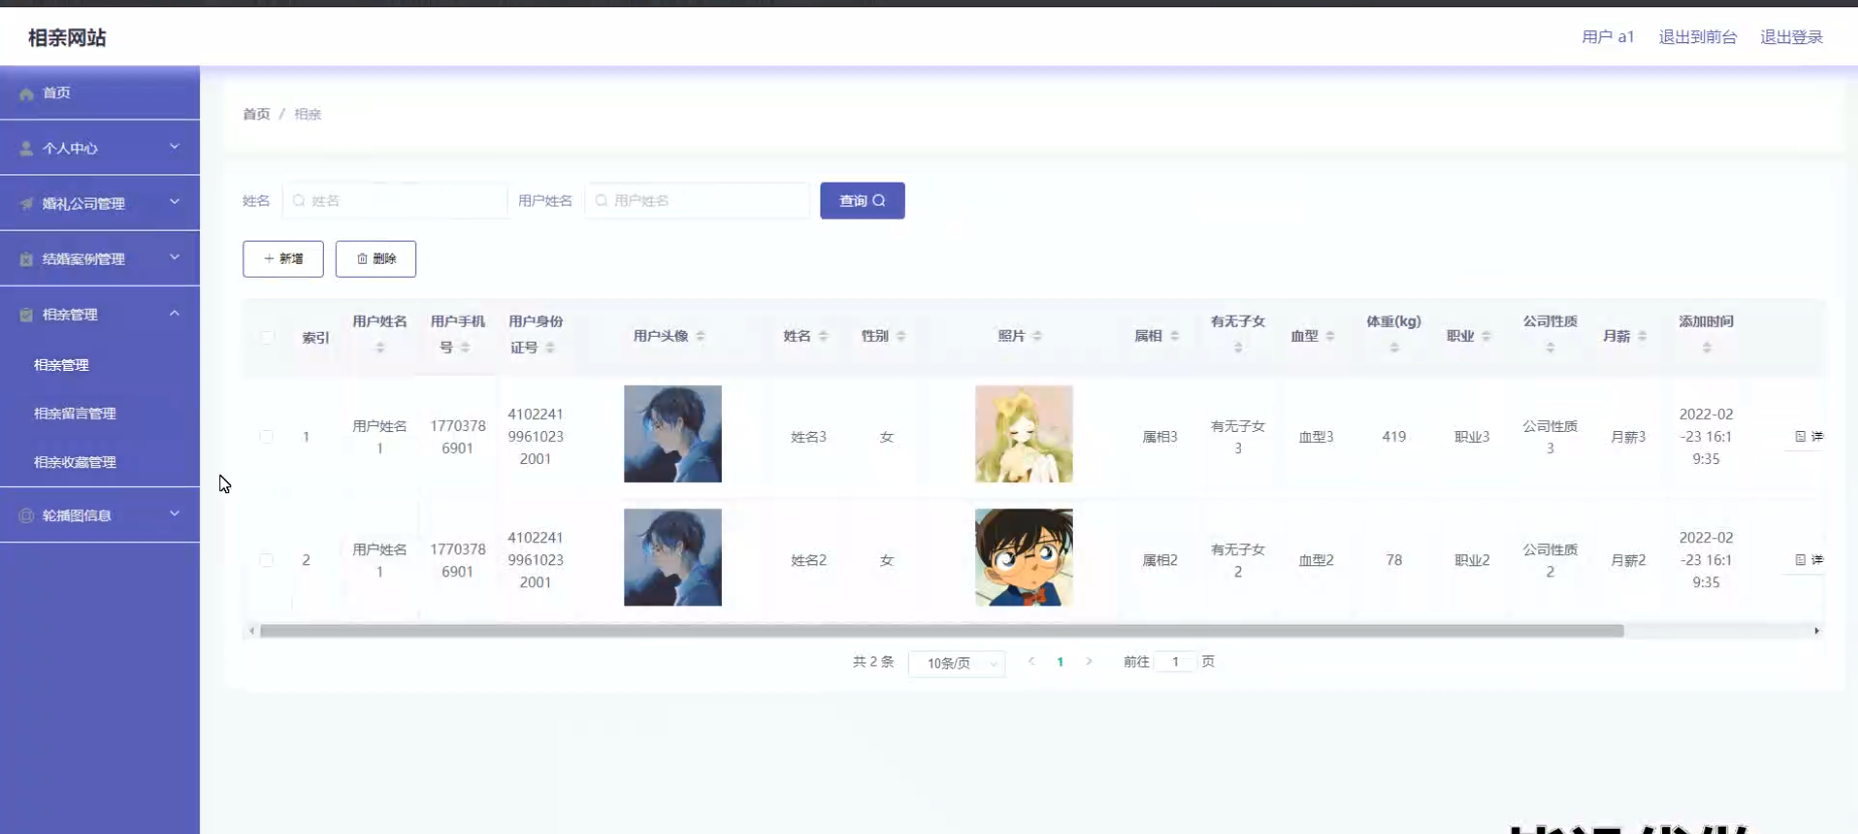 相亲网站
用户 a1 退出到前台 退出登录
首页
个人中心
婚礼公司管理
结婚案例管理
相亲管理
相亲管理
相亲留言管理
相亲收藏管理
轮播图信息
首页 / 相亲
姓名 姓名 用户姓名 用户姓名 查询
新增 删除
索引 用户姓名 用户手机号 用户身份证号 用户头像 姓名 性别 照片 属相 有无子女 血型 体重(kg) 职业 公司性质 月薪 添加时间
1 用户姓名1 17703786901 410224199610232001 姓名3 女 属相3 有无子女3 血型3 419 职业3 公司性质3 月薪3 2022-02-23 16:19:35 详
2 用户姓名1 17703786901 410224199610232001 姓名2 女 属相2 有无子女2 血型2 78 职业2 公司性质2 月薪2 2022-02-23 16:19:35 详
共 2 条 10条/页 1 前往 1 页